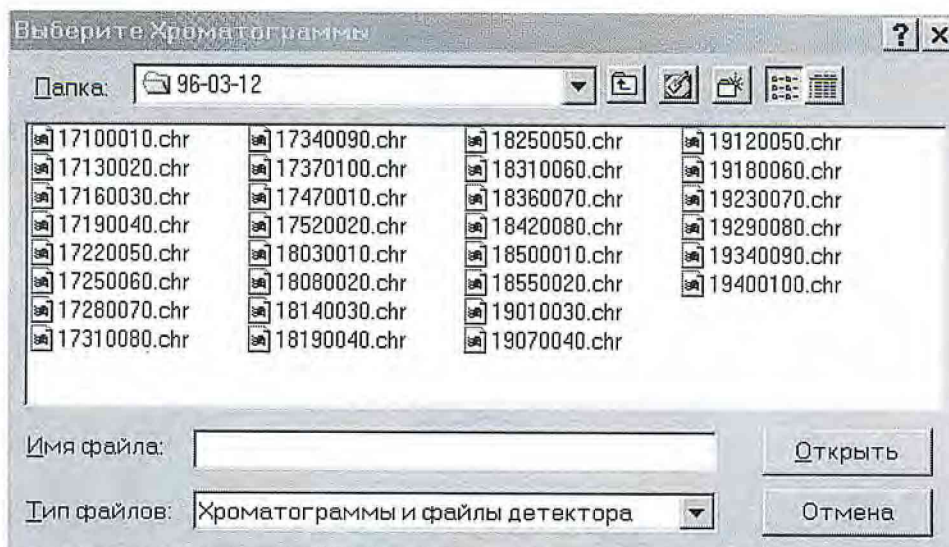 Выберите Хроматограммы
Папка: 96-03-12
17100010.chr 17340090.chr 18250050.chr 19120050.chr
17130020.chr 17370100.chr 18310060.chr 19180060.chr
17160030.chr 17470010.chr 18360070.chr 19230070.chr
17190040.chr 17520020.chr 18420080.chr 19290080.chr
17220050.chr 18030010.chr 18500010.chr 19340090.chr
17250060.chr 18080020.chr 18550020.chr 19400100.chr
17280070.chr 18140030.chr 19010030.chr
17310080.chr 18190040.chr 19070040.chr
Имя файла: Открыть
Тип файлов: Хроматограммы и файлы детектора Отмена